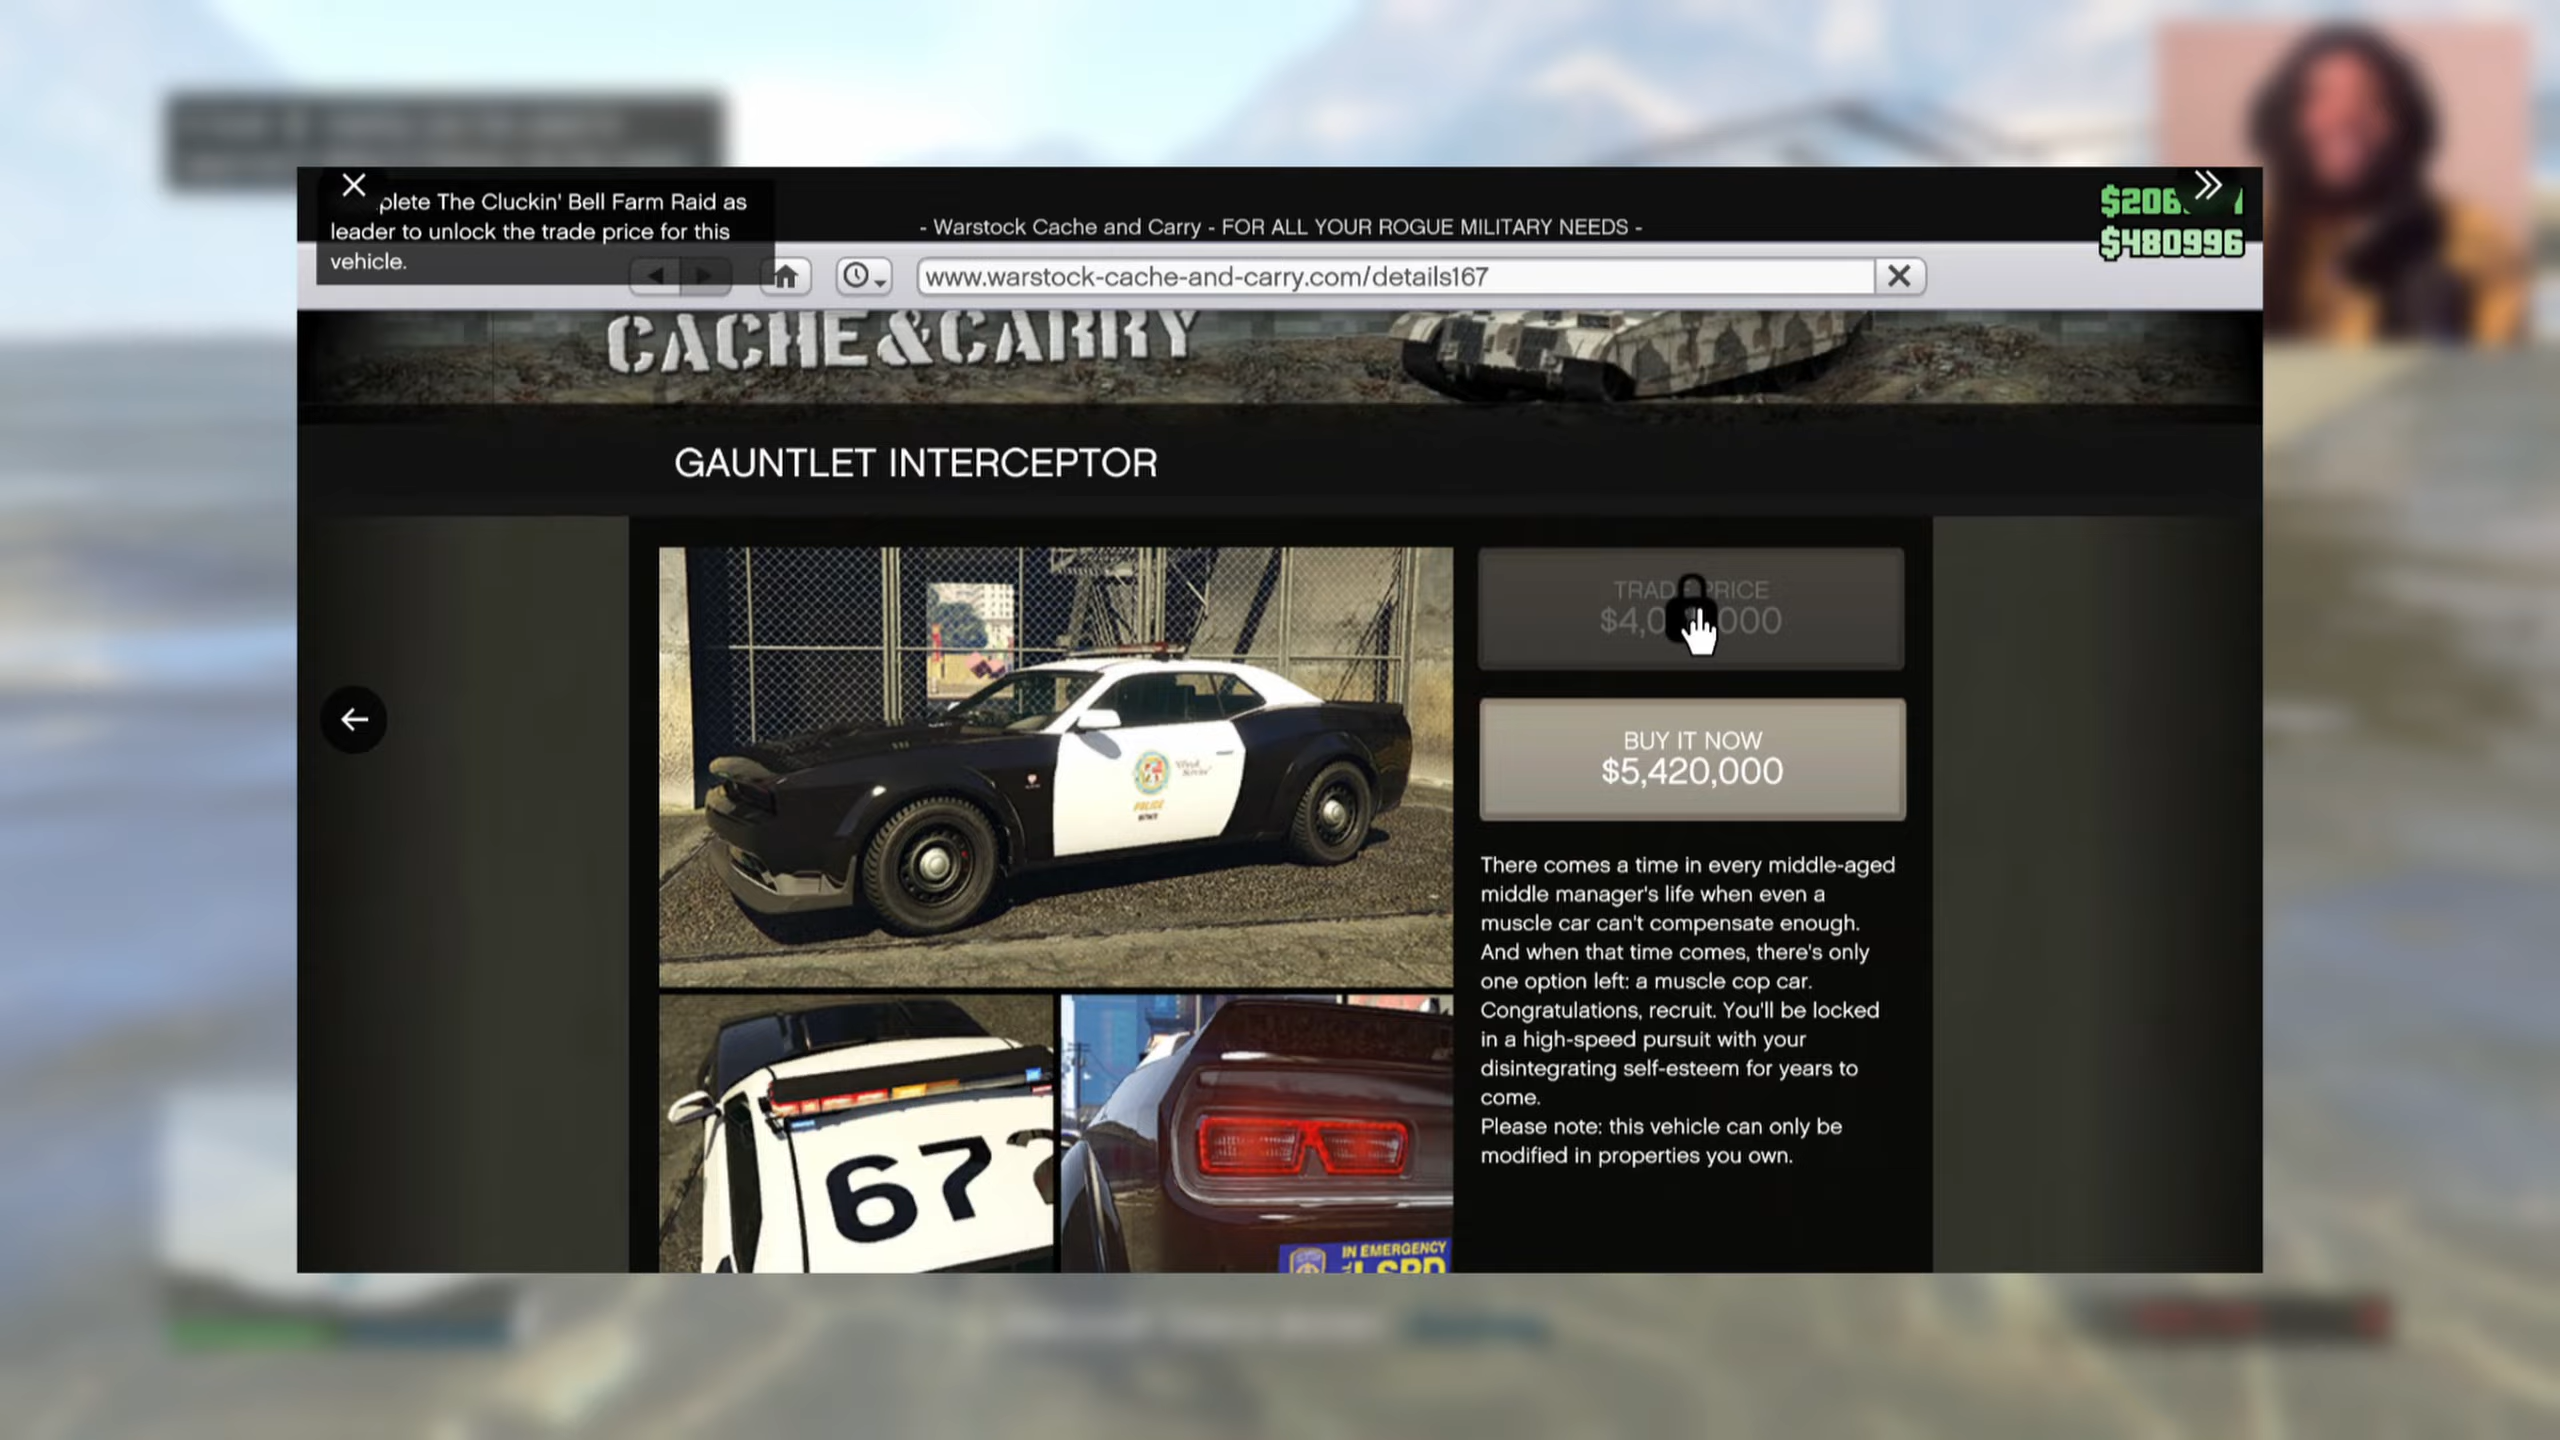 plete The Cluckin' Bell Farm Raid as
leader to unlock the trade price for this
vehicle.
- Warstock Cache and Carry - FOR ALL YOUR ROGUE MILITARY NEEDS -
$480996
www.warstock-cache-and-carry.com/details167
CACHE&CARRY
GAUNTLET INTERCEPTOR
TRADE PRICE
BUY IT NOW
$5,420,000
There comes a time in every middle-aged
middle manager's life when even a
muscle car can't compensate enough.
And when that time comes, there's only
one option left: a muscle cop car.
Congratulations, recruit. You'll be locked
in a high-speed pursuit with your
disintegrating self-esteem for years to
come.
Please note: this vehicle can only be
modified in properties you own.
POLICE
672
IN EMERGENCY
LSPD